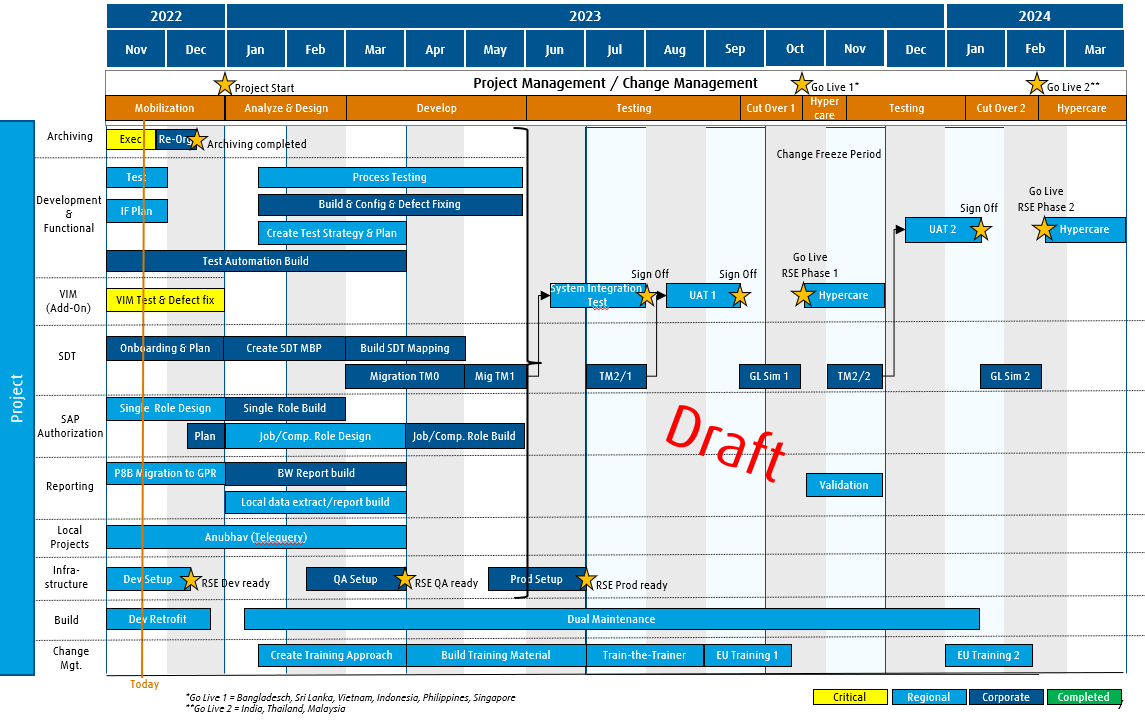 2022 2023 2024
Nov Dec Jan Feb Mar Apr May Jun Jul Aug Sep Oct Nov Dec Jan Feb Mar
Project Management / Change Management
Project Start Go Live 1* Go Live 2**
Mobilization Analyze & Design Develop Testing Cut Over 1 Hyper care Testing Cut Over 2 Hypercare
Project
Archiving
Exec Re-Org Archiving completed
Change Freeze Period
Development
&
Functional
Test Process Testing
IF Plan Build & Config & Defect Fixing
Create Test Strategy & Plan
Test Automation Build
Sign Off
UAT 2
Go Live
RSE Phase 2
Hypercare
VIM
(Add-On)
VIM Test & Defect fix
System Integration
Test
Sign Off
UAT 1
Sign Off
Go Live
RSE Phase 1
Hypercare
SDT
Onboarding & Plan Create SDT MBP Build SDT Mapping
Migration TM0 Mig TM1 TM2/1 GL Sim 1 TM2/2 GL Sim 2
SAP
Authorization
Single Role Design Single Role Build
Plan Job/Comp. Role Design Job/Comp. Role Build
Draft
Reporting
P8B Migration to GPR BW Report build
Local data extract/report build
Validation
Local
Projects
Anubhav (Telequery)
Infra-
structure
Dev Setup RSE Dev ready QA Setup RSE QA ready Prod Setup RSE Prod ready
Build
Dev Retrofit Dual Maintenance
Change
Mgt.
Create Training Approach Build Training Material Train-the-Trainer EU Training 1 EU Training 2
Today
*Go Live 1 = Bangladesch, Sri Lanka, Vietnam, Indonesia, Philippines, Singapore
**Go Live 2 = India, Thailand, Malaysia
Critical Regional Corporate Completed